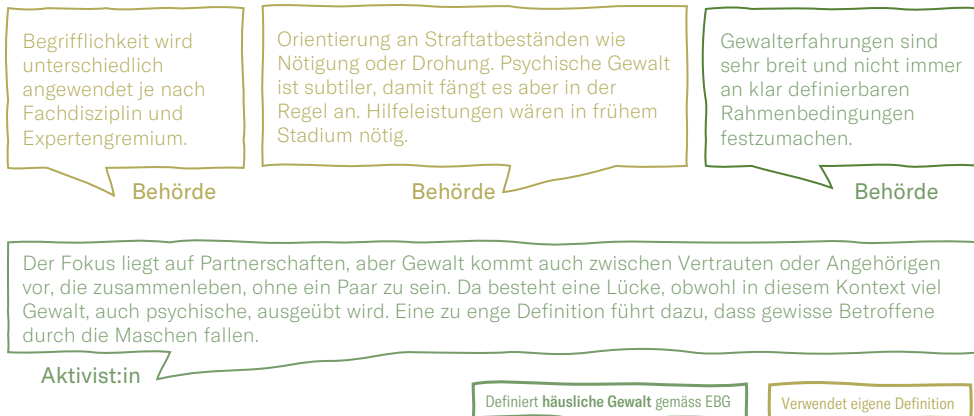 Begrifflichkeit wird
unterschiedlich
angewendet je nach
Fachdisziplin und
Expertengremium.
Behörde
Orientierung an Straftatbeständen wie
Nötigung oder Drohung. Psychische Gewalt
ist subtiler, damit fängt es aber in der
Regel an. Hilfeleistungen wären in frühem
Stadium nötig.
Behörde
Gewalterfahrungen sind
sehr breit und nicht immer
an klar definierbaren
Rahmenbedingungen
festzumachen.
Behörde
Der Fokus liegt auf Partnerschaften, aber Gewalt kommt auch zwischen Vertrauten oder Angehörigen
vor, die zusammenleben, ohne ein Paar zu sein. Da besteht eine Lücke, obwohl in diesem Kontext viel
Gewalt, auch psychische, ausgeübt wird. Eine zu enge Definition führt dazu, dass gewisse Betroffene
durch die Maschen fallen.
Aktivist:in
Definiert häusliche Gewalt gemäss EBG
Verwendet eigene Definition